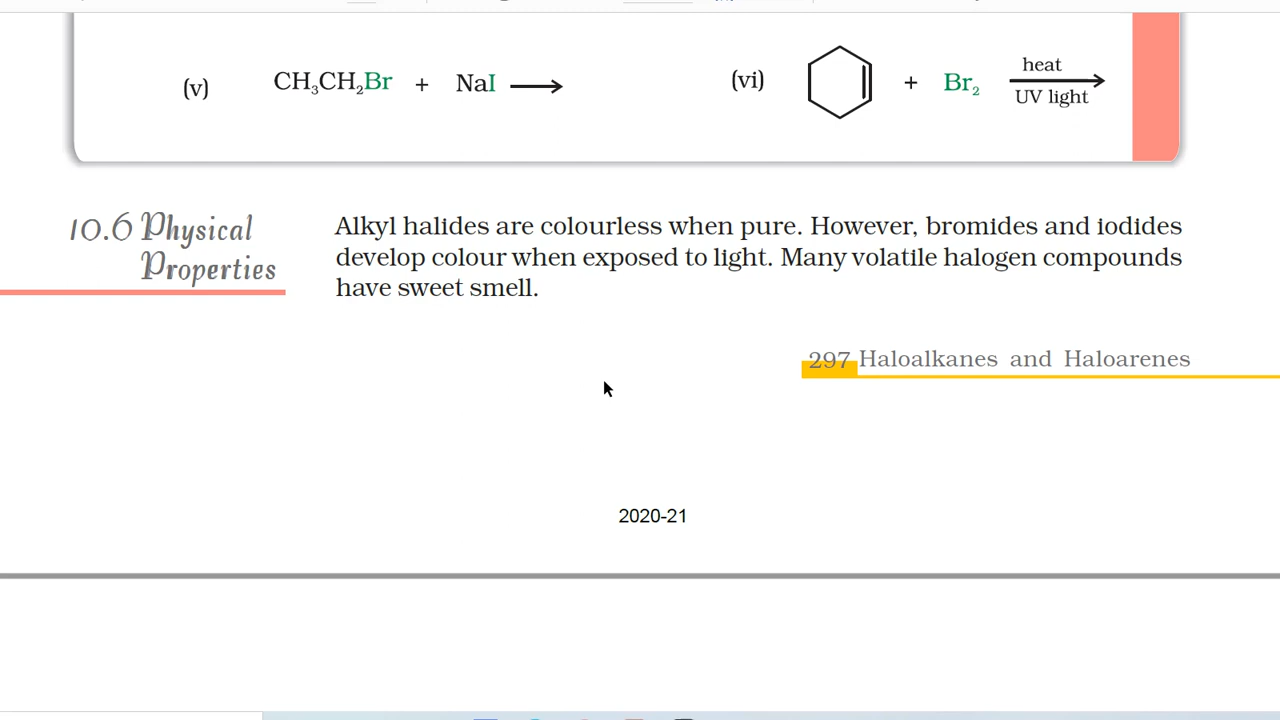 (v) CH₃CH₂Br + NaI ⟶ (vi) + Br₂ heat
UV light
10.6 Physical
Properties
Alkyl halides are colourless when pure. However, bromides and iodides
develop colour when exposed to light. Many volatile halogen compounds
have sweet smell.
297 Haloalkanes and Haloarenes
2020-21